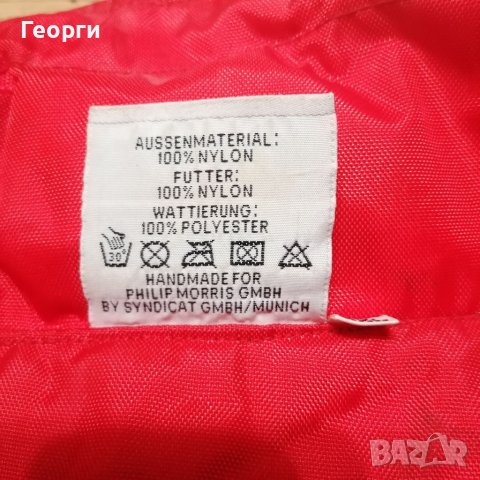 Георги
AUSSENMATERIAL:
100% NYLON
FUTTER:
100% NYLON
WATTIERUNG:
100% POLYESTER
30°
HANDMADE FOR
PHILIP MORRIS GMBH
BY SYNDICAT GMBH/MUNICH
BAZAR